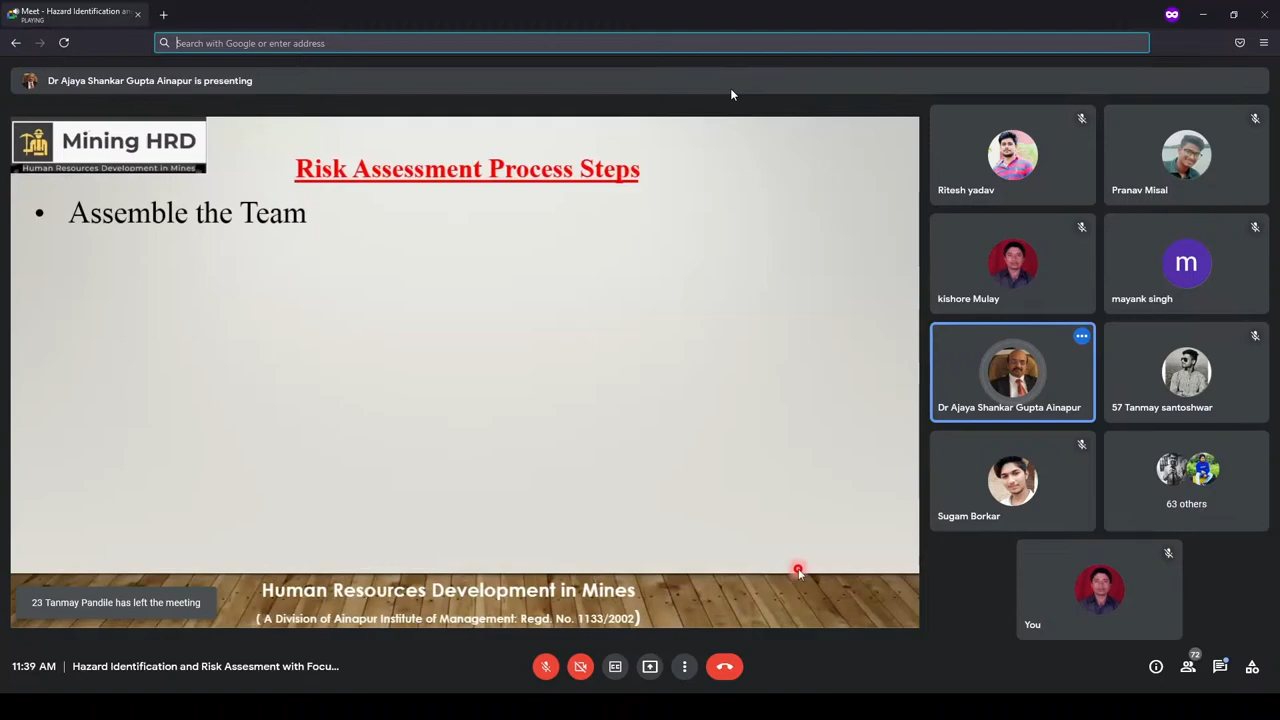 Meet - Hazard Identification an
PLAYING
Search with Google or enter address
Dr Ajaya Shankar Gupta Ainapur is presenting
Mining HRD
Human Resources Development in Mines
Risk Assessment Process Steps
• Assemble the Team
Ritesh yadav
Pranav Misal
kishore Mulay
m
mayank singh
Dr Ajaya Shankar Gupta Ainapur
57 Tanmay santoshwar
Sugam Borkar
63 others
You
23 Tanmay Pandile has left the meeting
Human Resources Development in Mines
( A Division of Ainapur Institute of Management: Regd. No. 1133/2002)
11:39 AM | Hazard Identification and Risk Assesment with Focu...
72